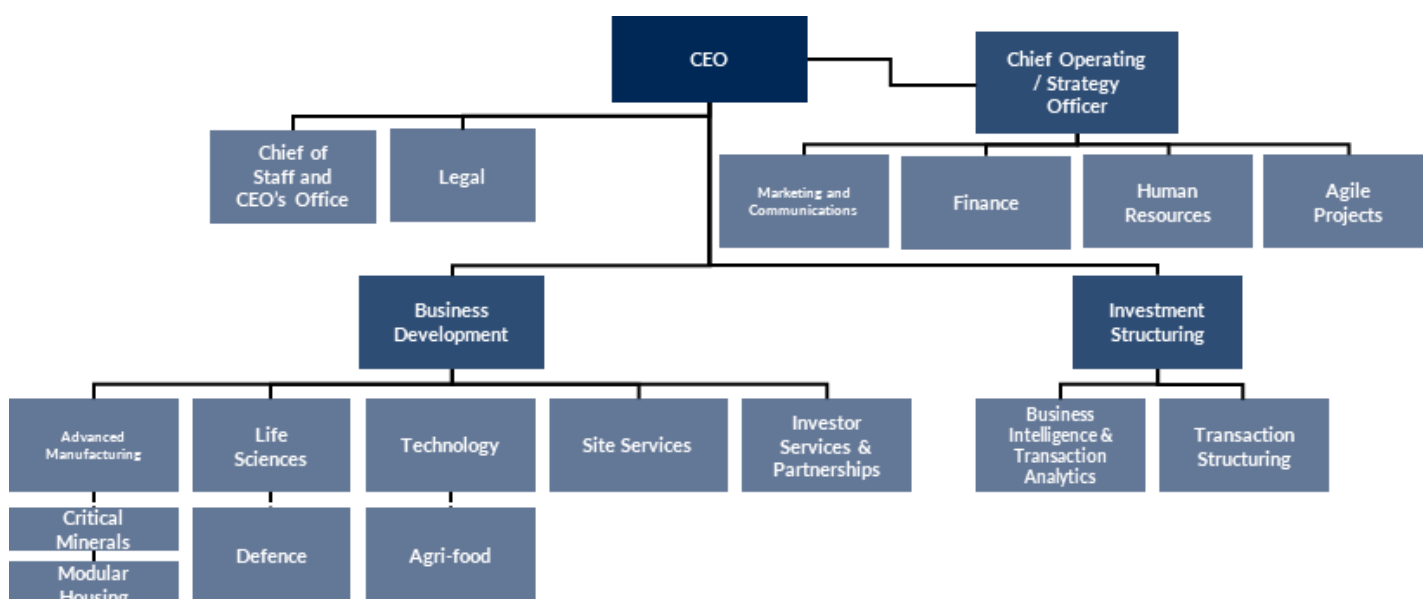 CEO
Chief Operating
/ Strategy
Officer
Chief of
Staff and
CEO's Office
Legal
Marketing and
Communications
Finance
Human
Resources
Agile
Projects
Business
Development
Investment
Structuring
Advanced
Manufacturing
Life
Sciences
Technology
Site Services
Investor
Services &
Partnerships
Business
Intelligence &
Transaction
Analytics
Transaction
Structuring
Critical
Minerals
Defence
Agri-food
Modular
Housing